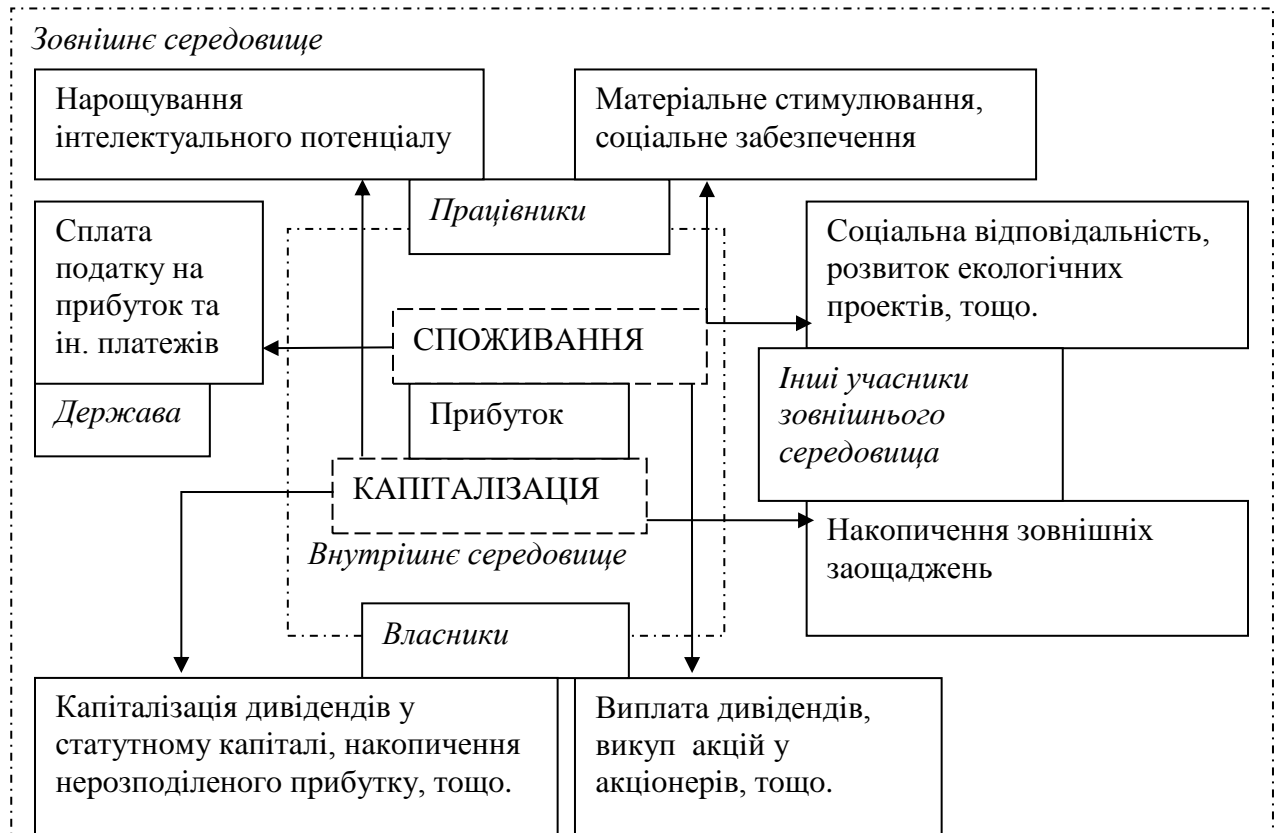 Зовнішнє середовище
Нарощування
інтелектуального потенціалу
Матеріальне стимулювання,
соціальне забезпечення
Працівники
Сплата
податку на
прибуток та
ін. платежів
Соціальна відповідальність,
розвиток екологічних
проектів, тощо.
СПОЖИВАННЯ
Держава
Прибуток
Інші учасники
зовнішнього
середовища
КАПІТАЛІЗАЦІЯ
Внутрішнє середовище
Накопичення зовнішніх
заощаджень
Власники
Капіталізація дивідендів у
статутному капіталі, накопичення
нерозподіленого прибутку, тощо.
Виплата дивідендів,
викуп акцій у
акціонерів, тощо.